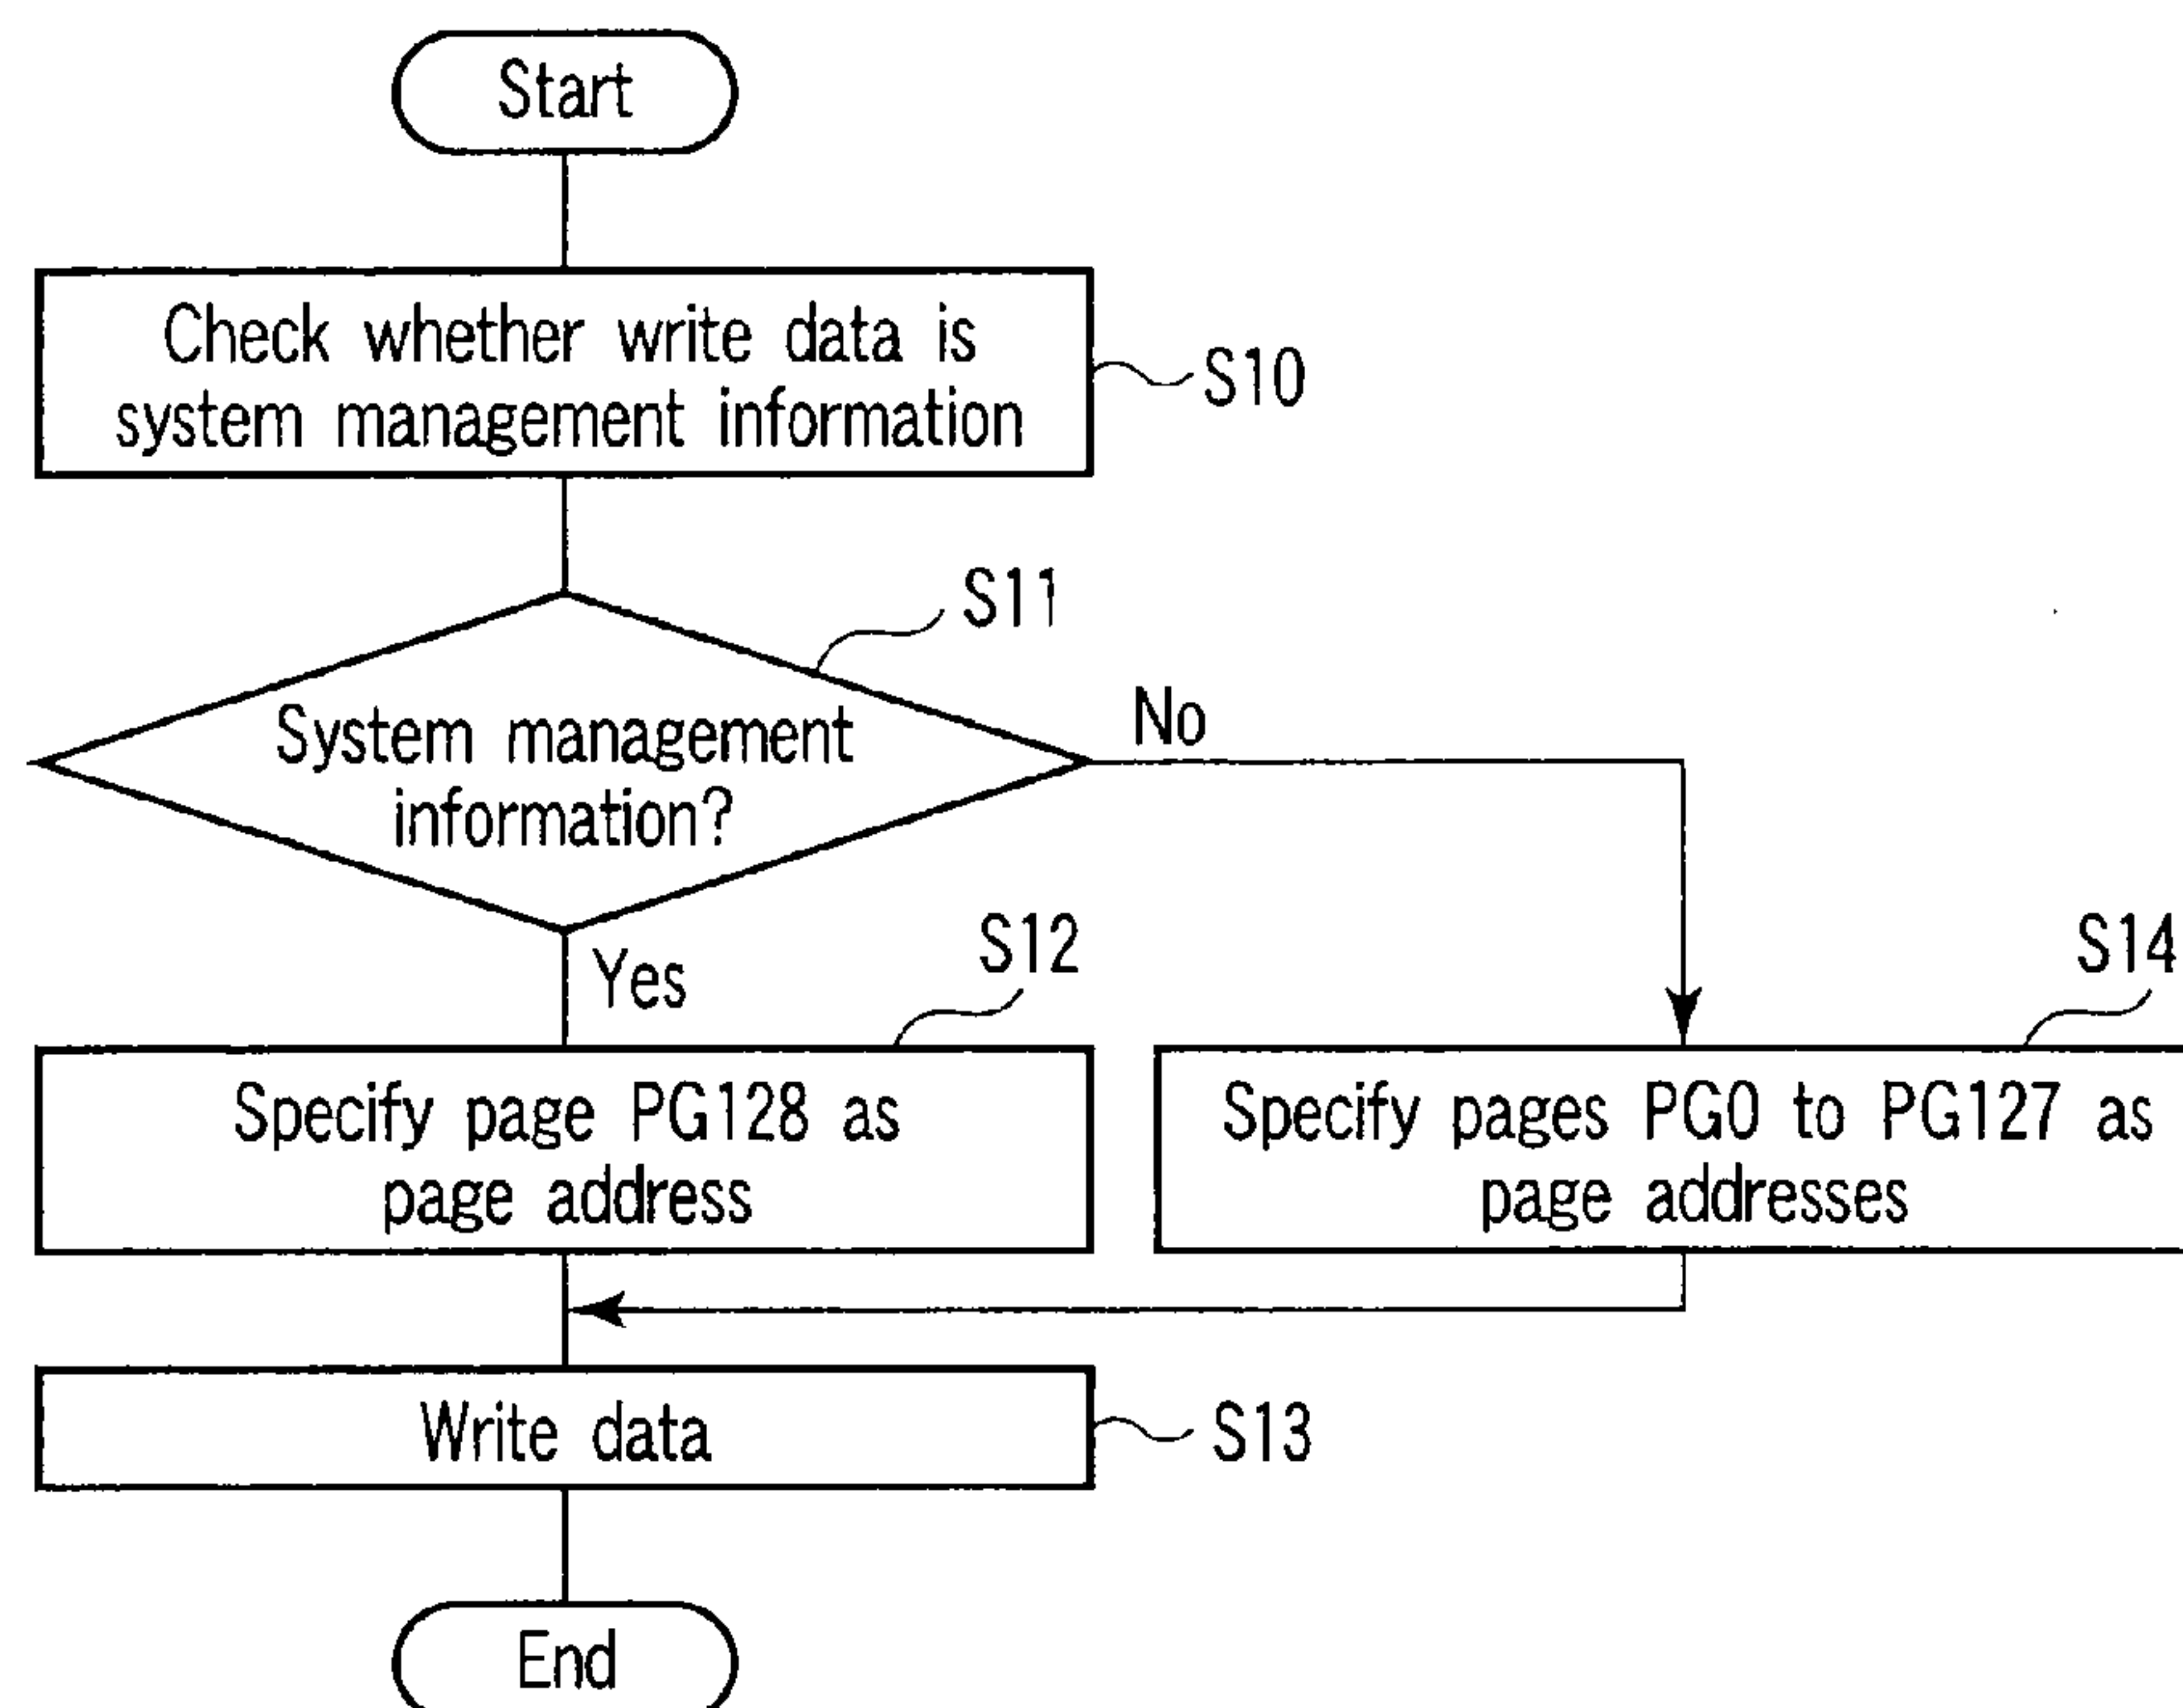 Start
Check whether write data is
system management information
S10
S11
System management
information?
No
Yes
S12
S14
Specify page PG128 as
page address
Specify pages PG0 to PG127 as
page addresses
Write data
S13
End